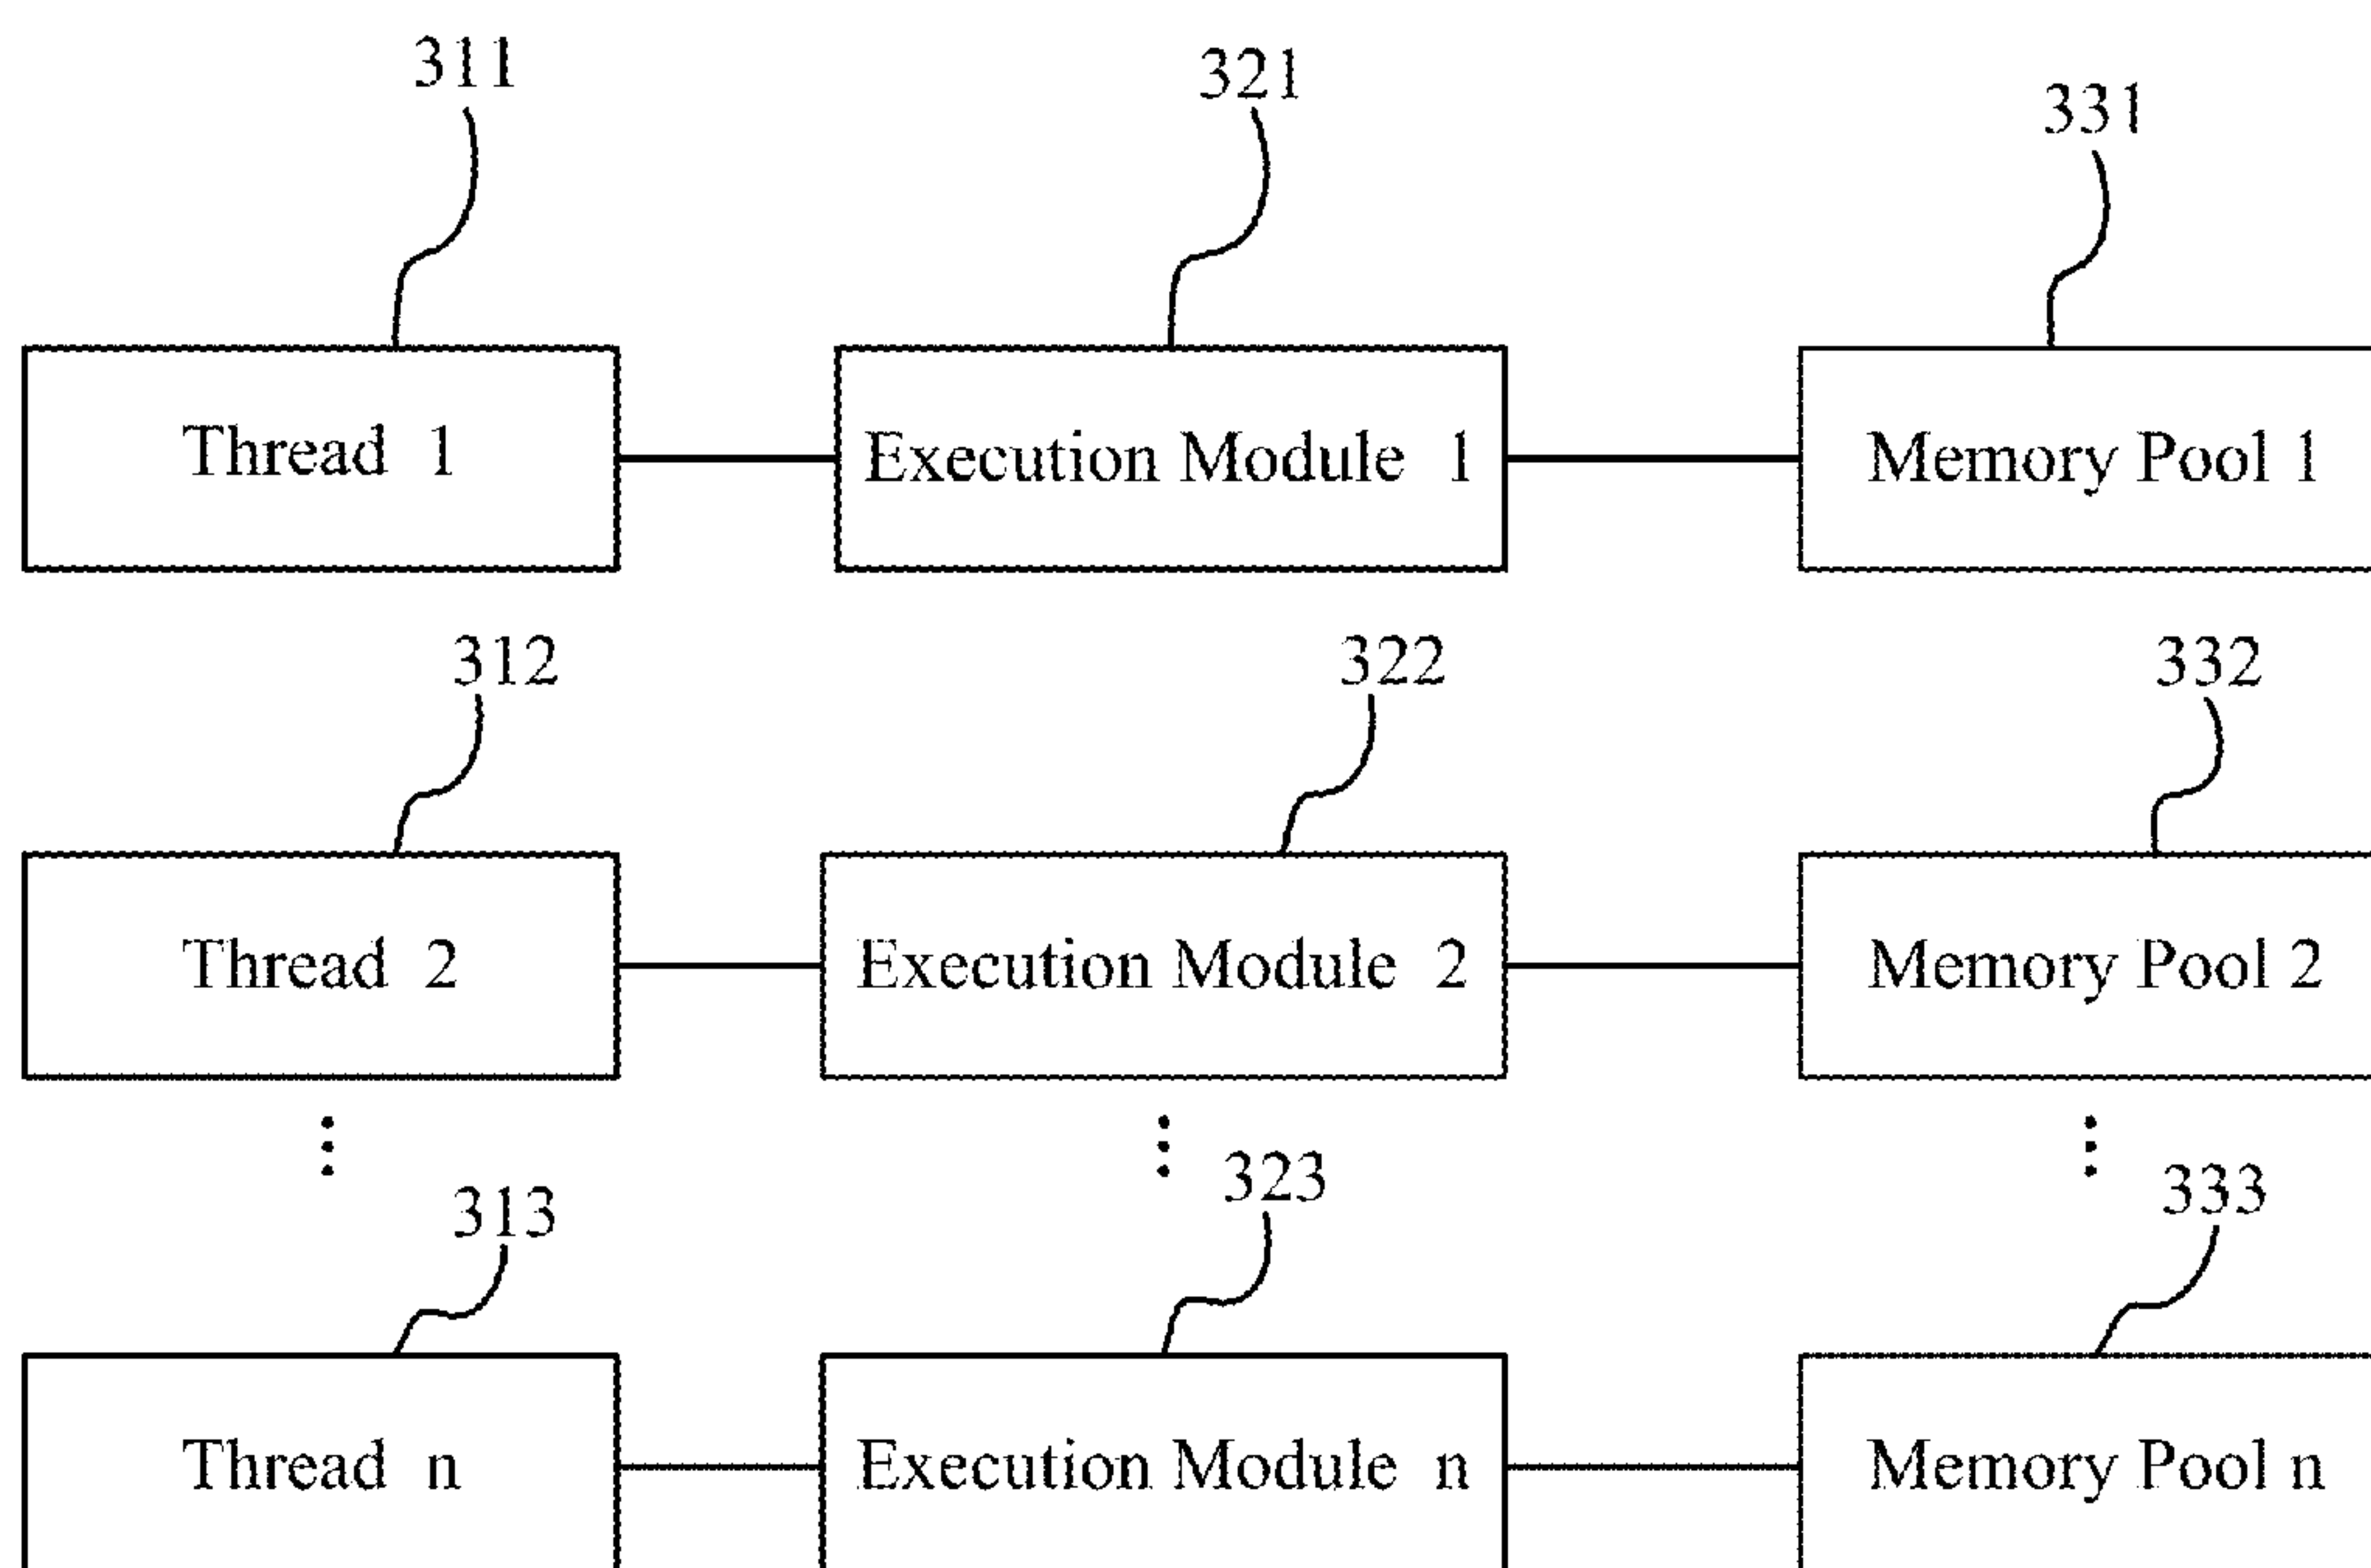 311
321
331
Thread 1
Execution Module 1
Memory Pool 1
312
322
332
Thread 2
Execution Module 2
Memory Pool 2
313
323
333
Thread n
Execution Module n
Memory Pool n